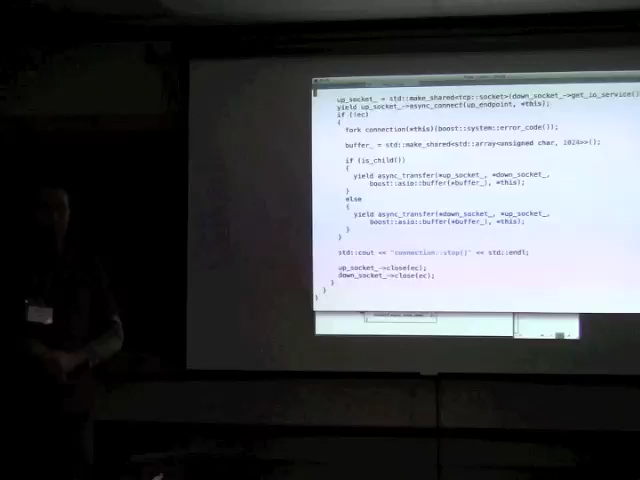 up_socket_ = std::make_shared<tcp::socket>(down_socket_->get_io_service()
yield up_socket_->async_connect(up_endpoint, *this);
if (!ec)
{
fork connection(*this)(boost::system::error_code());
buffer_ = std::make_shared<std::array<unsigned char, 1024>>();
if (is_child())
{
yield async_transfer(*up_socket_, *down_socket_,
boost::asio::buffer(*buffer_), *this);
}
else
{
yield async_transfer(*down_socket_, *up_socket_,
boost::asio::buffer(*buffer_), *this);
}
}
std::cout << "connection::stop()" << std::endl;
up_socket_->close(ec);
down_socket_->close(ec);
}
}
}